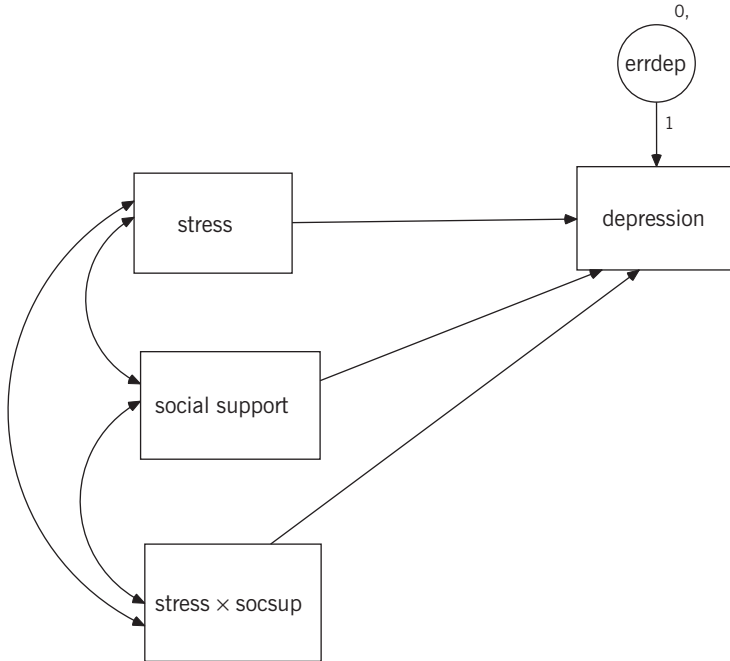 0,
errdep
1
stress
depression
social support
stress × socsup